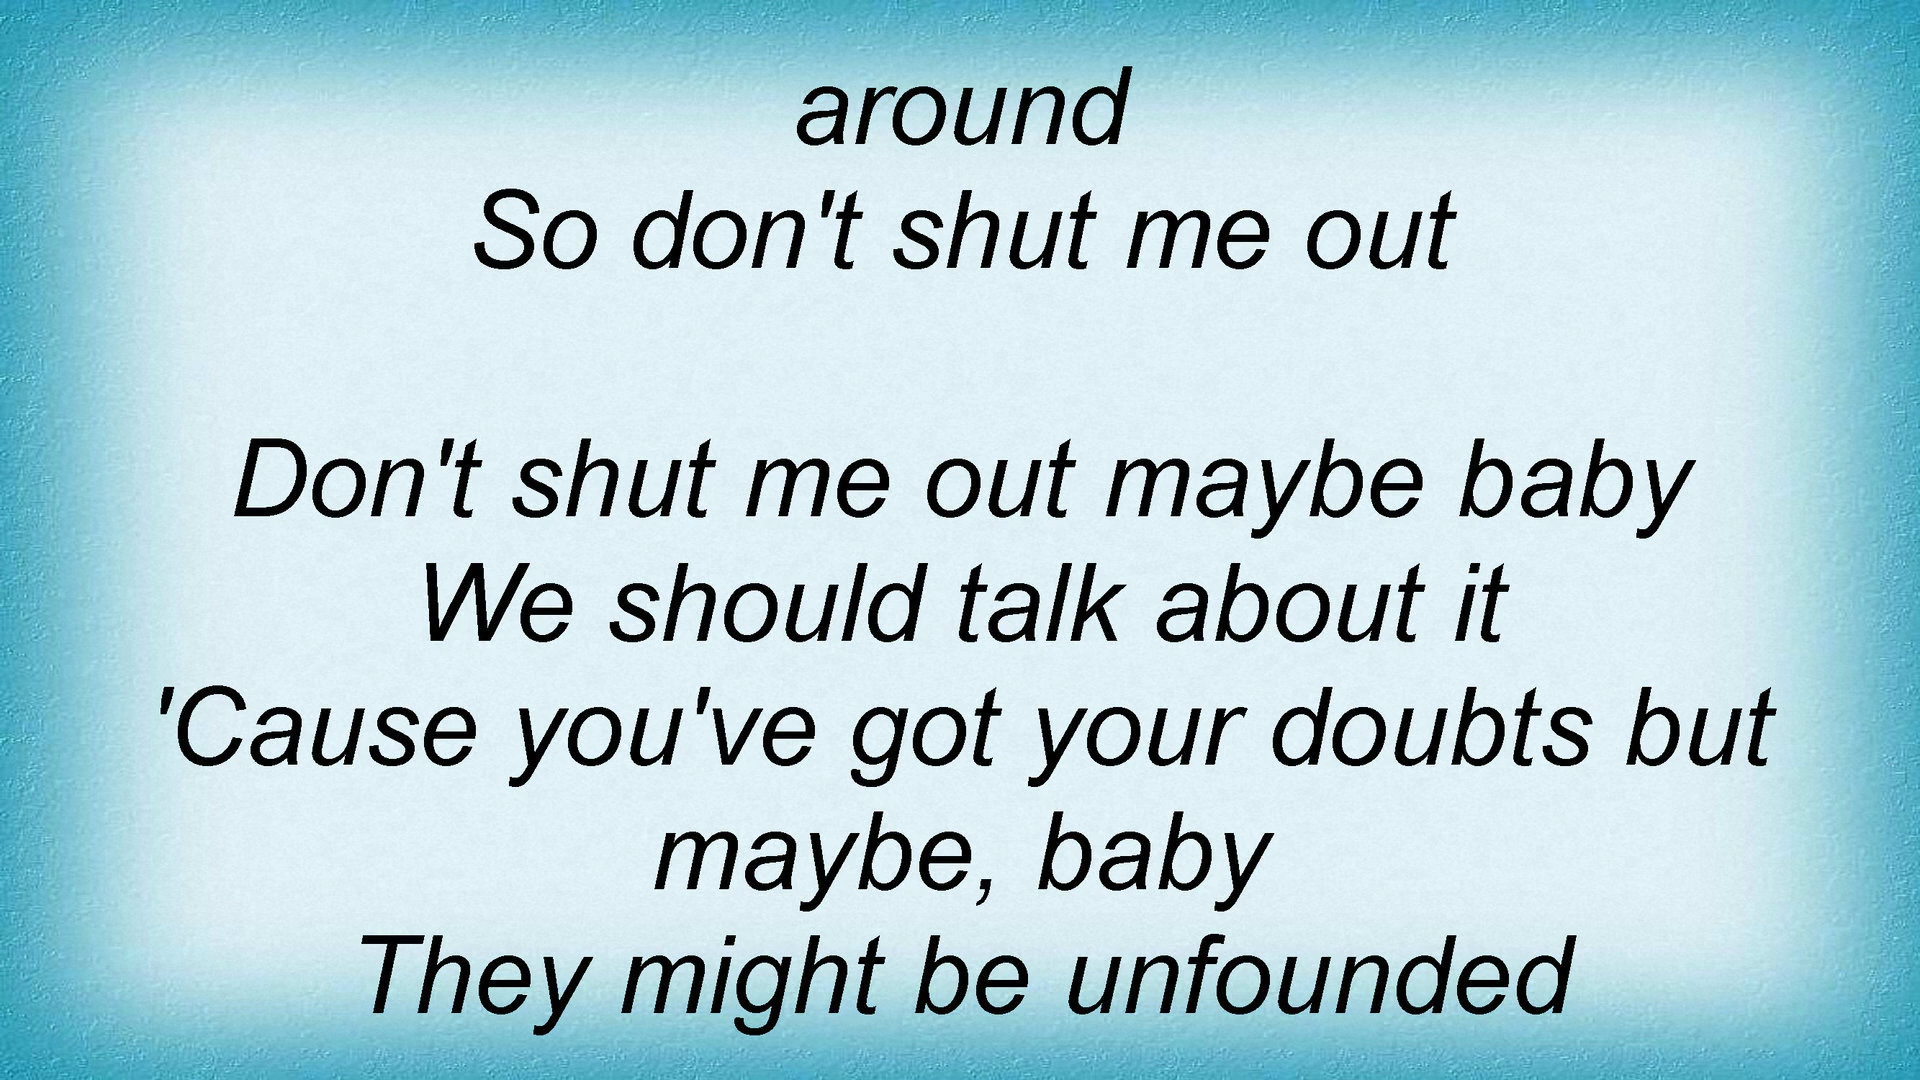 around
So don't shut me out
Don't shut me out maybe baby
We should talk about it
'Cause you've got your doubts but
maybe, baby
They might be unfounded